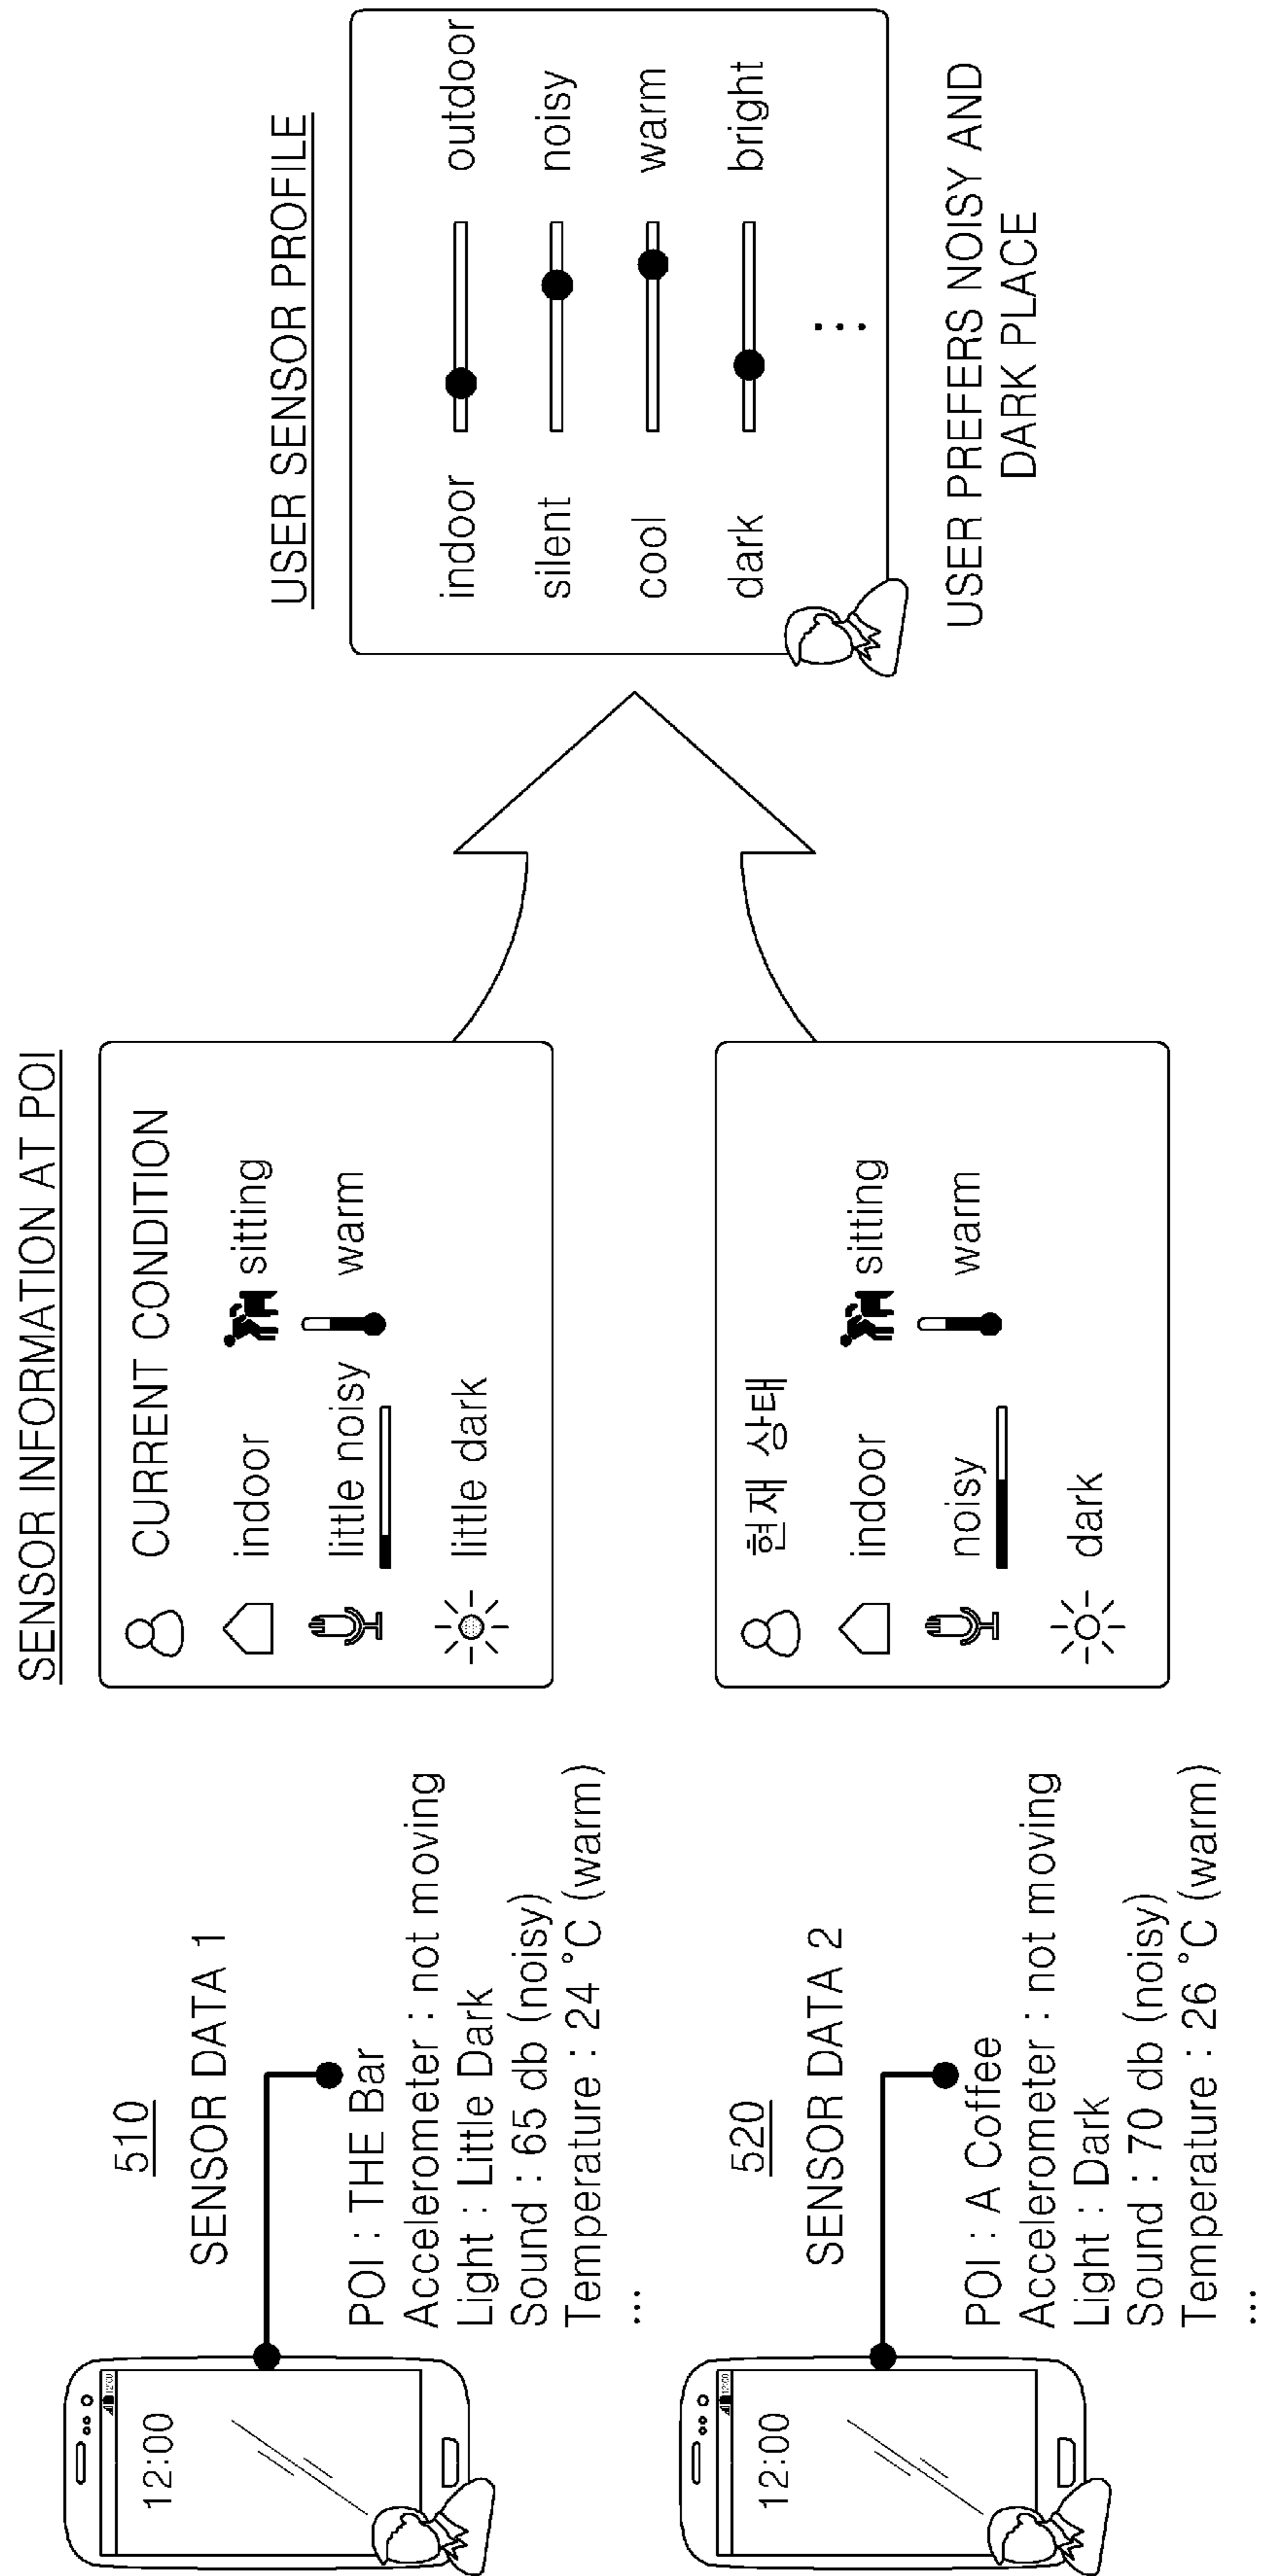 510
SENSOR DATA 1
12:00
12:00
POI : THE Bar
Accelerometer : not moving
Light : Little Dark
Sound : 65 db (noisy)
Temperature : 24 °C (warm)
...
520
SENSOR DATA 2
12:00
12:00
POI : A Coffee
Accelerometer : not moving
Light : Dark
Sound : 70 db (noisy)
Temperature : 26 °C (warm)
...
SENSOR INFORMATION AT POI
CURRENT CONDITION
indoor sitting
little noisy warm
little dark
현재 상태
indoor sitting
noisy warm
dark
USER SENSOR PROFILE
indoor outdoor
silent noisy
cool warm
dark bright
...
USER PREFERS NOISY AND
DARK PLACE